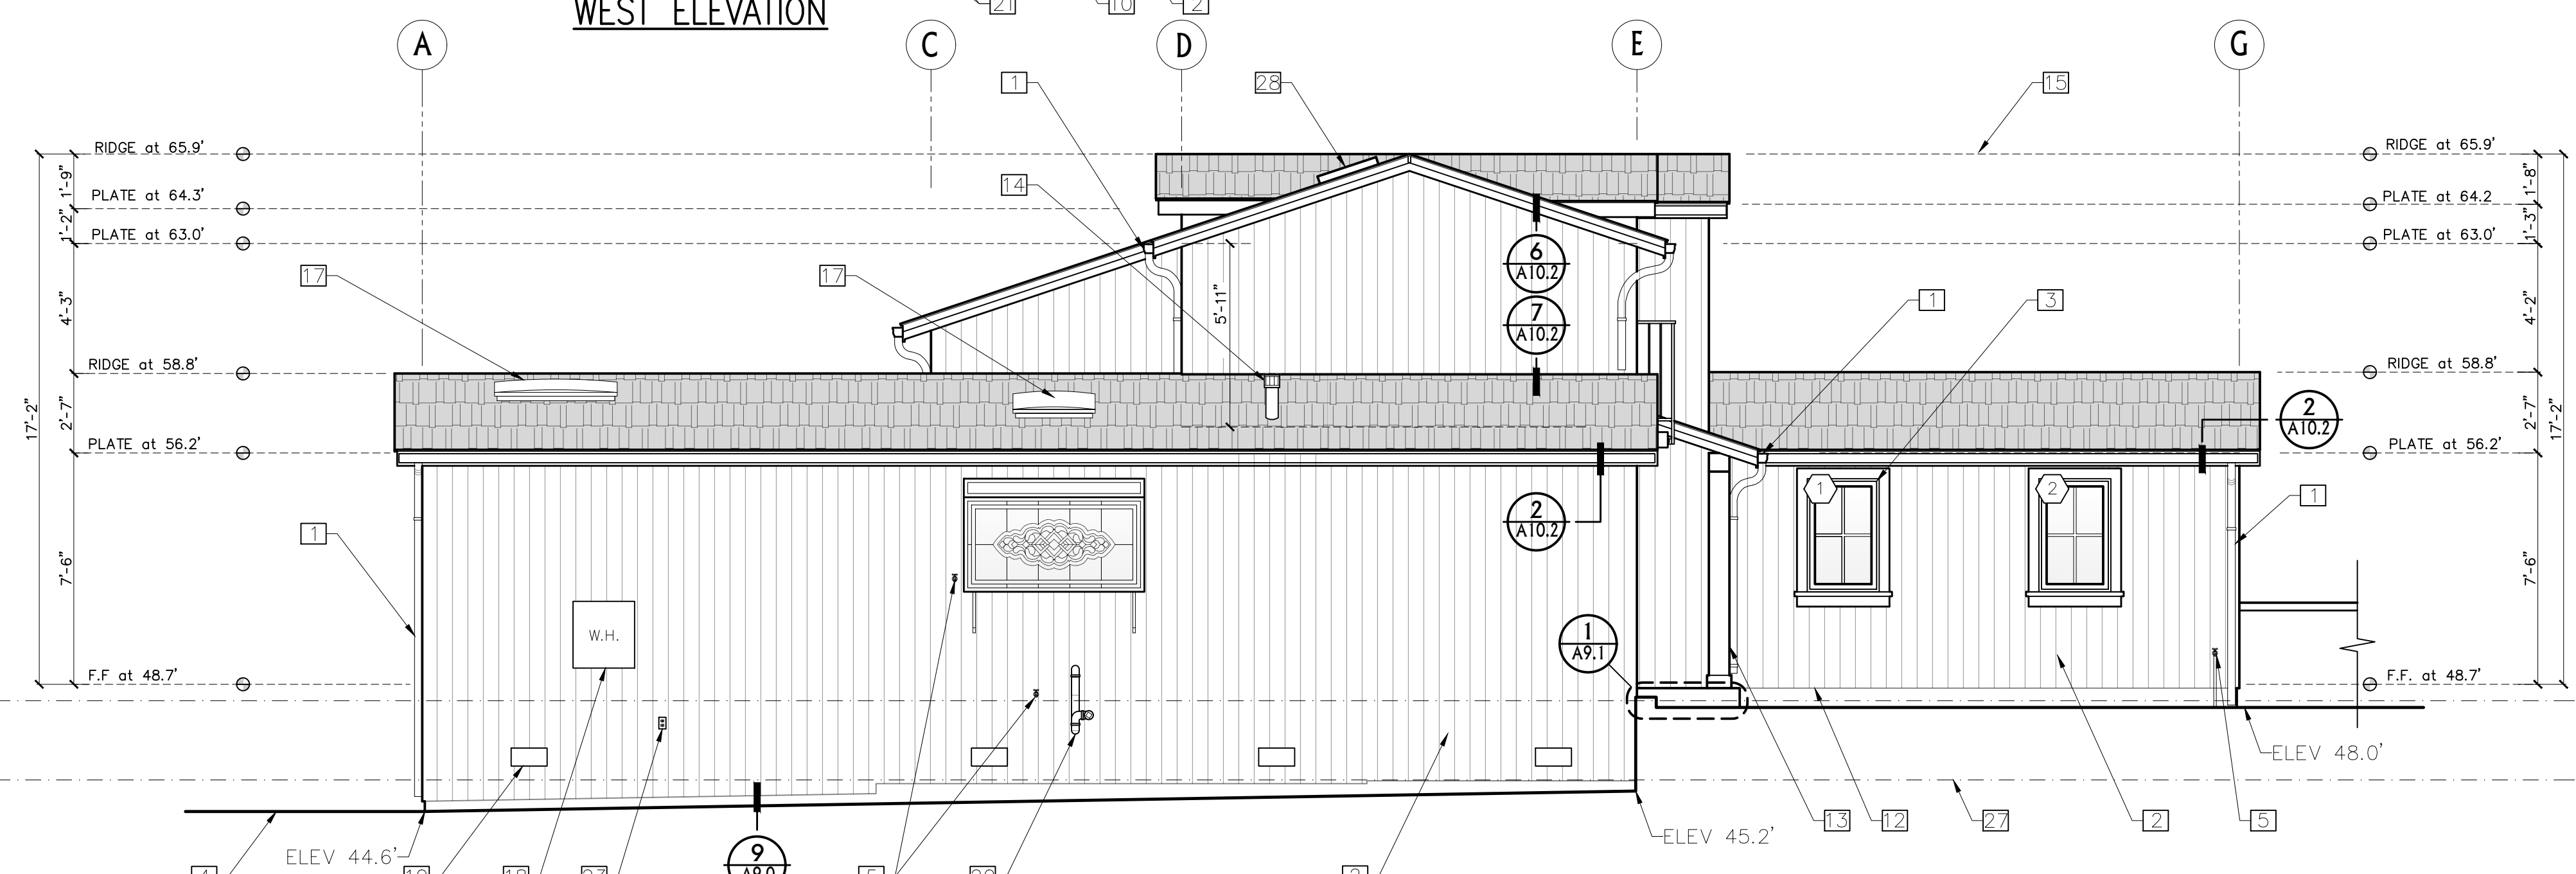 WEST ELEVATION
21
10
2
A
C
D
E
G
1
28
15
RIDGE at 65.9'
1'-9"
PLATE at 64.3'
1'-2"
PLATE at 63.0'
14
17
17
4'-3"
5'-11"
6
A10.2
7
A10.2
1
3
RIDGE at 65.9'
1'-8"
PLATE at 64.2
1'-3"
PLATE at 63.0'
4'-2"
RIDGE at 58.8'
2'-7"
17'-2"
PLATE at 56.2'
RIDGE at 58.8'
2
A10.2
2'-7"
17'-2"
PLATE at 56.2'
1
7'-6"
2
A10.2
1
2
1
7'-6"
W.H.
1
A9.1
F.F at 48.7'
F.F. at 48.7'
ELEV 48.0'
13
12
27
2
5
ELEV 45.2'
ELEV 44.6'
9